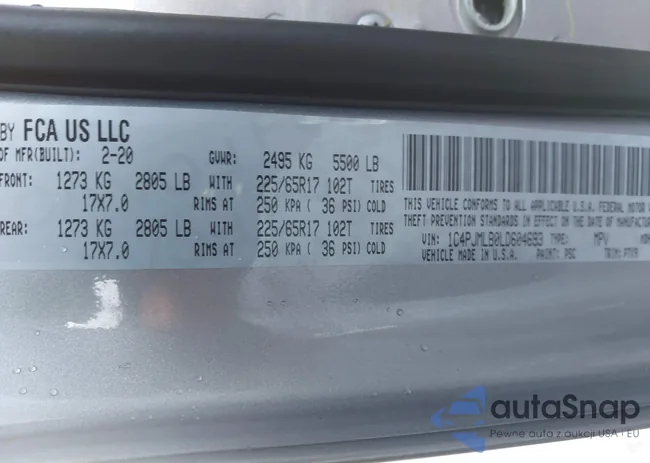 BY FCA US LLC
OF MFR(BUILT): 2-20 GVWR: 2495 KG 5500 LB
FRONT: 1273 KG 2805 LB WITH 225/65R17 102T TIRES
17X7.0 RIMS AT 250 KPA ( 36 PSI) COLD
REAR: 1273 KG 2805 LB WITH 225/65R17 102T TIRES
17X7.0 RIMS AT 250 KPA ( 36 PSI) COLD
THIS VEHICLE CONFORMS TO ALL APPLICABLE U.S.A. FEDERAL MOTOR
THEFT PREVENTION STANDARDS IN EFFECT ON THE DATE OF MANUFA
VIN: 1C4PJMLB0LD604693 TYPE: MPV
VEHICLE MADE IN U.S.A. PAINT: PSC TRIM:
autaSnap
Pewne auta z aukcji USA i EU